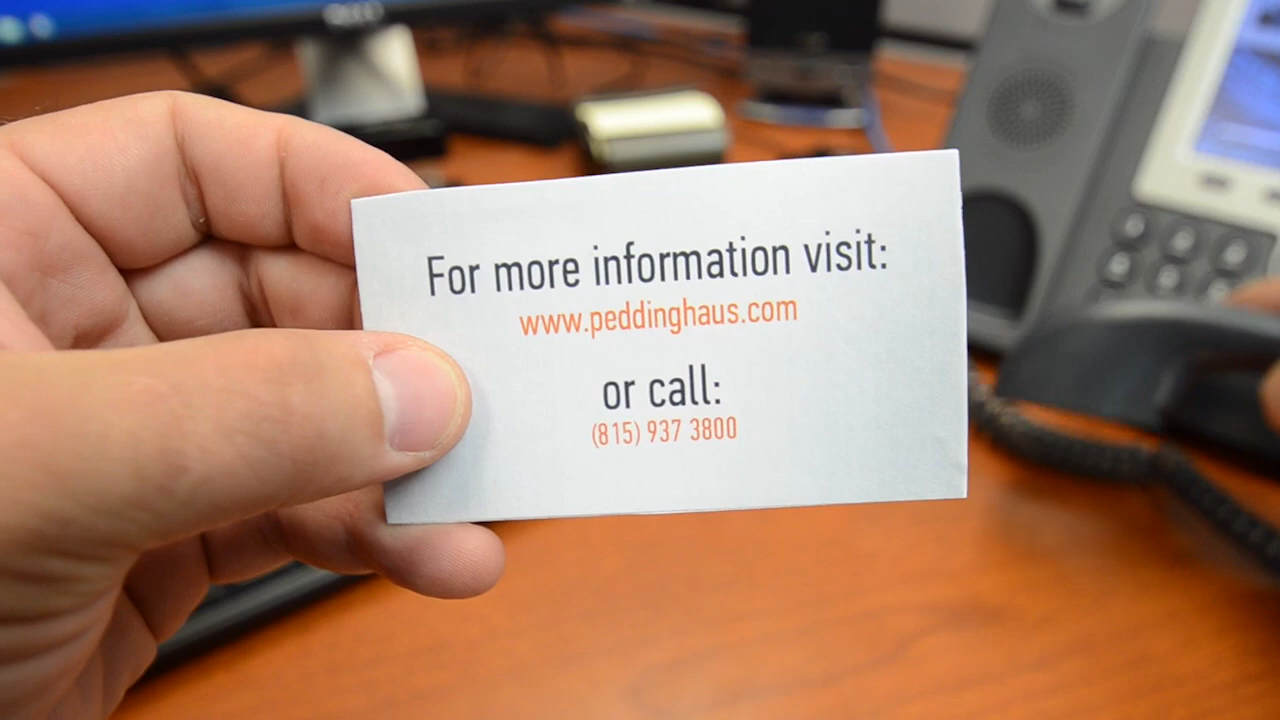 For more information visit:
www.peddinghaus.com
or call:
(815) 937 3800